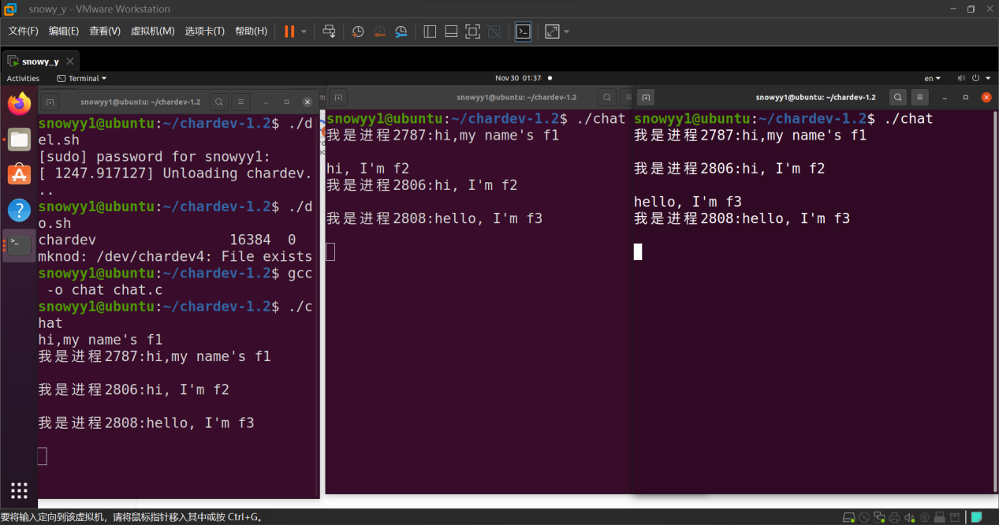 snowy_y - VMware Workstation
文件(F) 编辑(E) 查看(V) 虚拟机(M) 选项卡(T) 帮助(H)
snowy_y
Activities Terminal Nov 30 01:37 en
snowyy1@ubuntu: ~/chardev-1.2
snowyy1@ubuntu:~/chardev-1.2$ ./d
el.sh
[sudo] password for snowyy1:
[ 1247.917127] Unloading chardev.
..
snowyy1@ubuntu:~/chardev-1.2$ ./d
o.sh
chardev 16384 0
mknod: /dev/chardev4: File exists
snowyy1@ubuntu:~/chardev-1.2$ gcc
-o chat chat.c
snowyy1@ubuntu:~/chardev-1.2$ ./c
hat
hi,my name's f1
我是进程2787:hi,my name's f1
我是进程2806:hi, I'm f2
我是进程2808:hello, I'm f3
snowyy1@ubuntu: ~/chardev-1.2
snowyy1@ubuntu:~/chardev-1.2$ ./chat
我是进程2787:hi,my name's f1
hi, I'm f2
我是进程2806:hi, I'm f2
我是进程2808:hello, I'm f3
snowyy1@ubuntu: ~/chardev-1.2
snowyy1@ubuntu:~/chardev-1.2$ ./chat
我是进程2787:hi,my name's f1
我是进程2806:hi, I'm f2
hello, I'm f3
我是进程2808:hello, I'm f3
要将输入定向到该虚拟机，请将鼠标指针移入其中或按 Ctrl+G。